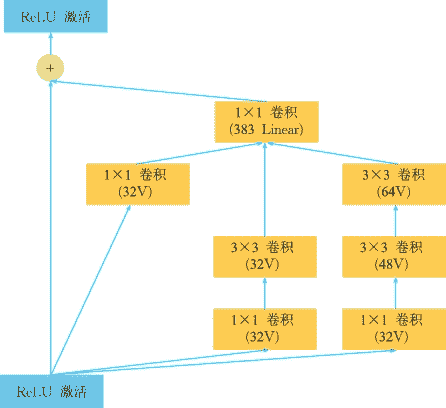 ReLU 激活
+
1×1 卷积
(383 Linear)
1×1 卷积
(32V)
3×3 卷积
(64V)
3×3 卷积
(32V)
3×3 卷积
(48V)
1×1 卷积
(32V)
1×1 卷积
(32V)
ReLU 激活